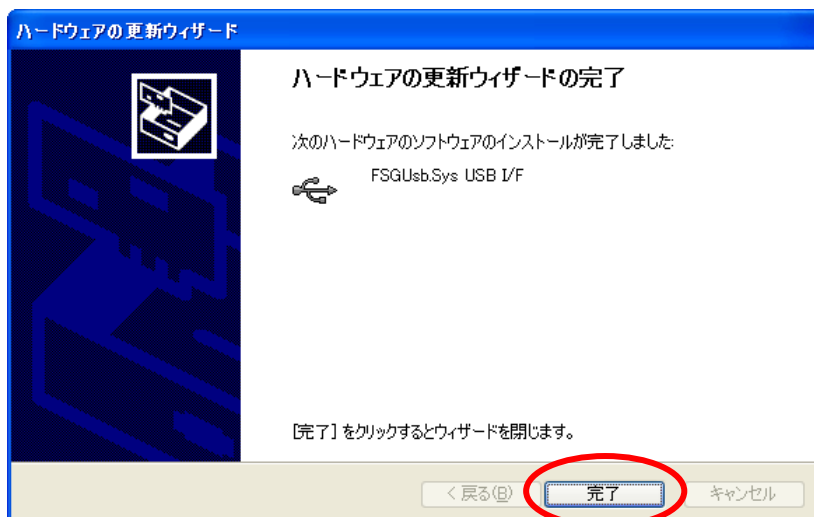 ハードウェアの更新ウィザード
ハードウェアの更新ウィザードの完了
次のハードウェアのソフトウェアのインストールが完了しました:
FSGUsb.Sys USB I/F
[完了] をクリックするとウィザードを閉じます。
< 戻る(B)
完了
キャンセル